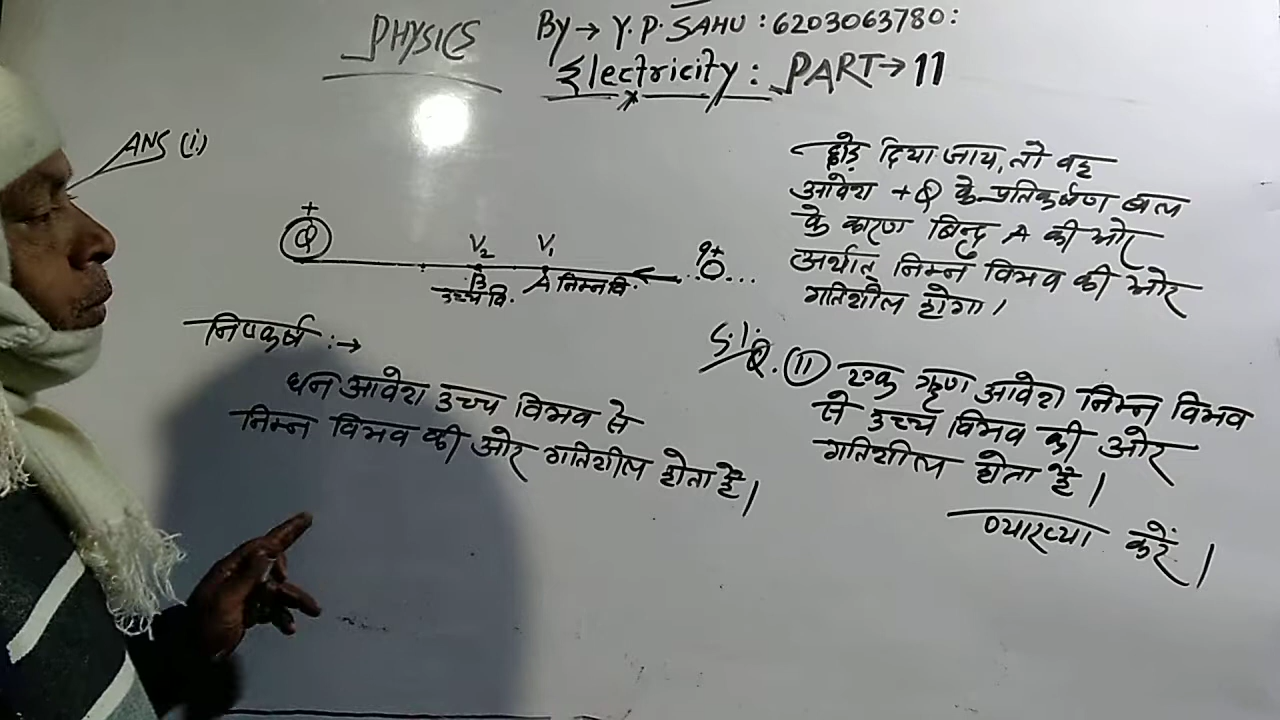 PHYSICS
By → Y. P. SAHU : 6203063780 :
Electricity : PART → 11
ANS (i)
+
Q
V₂ V₁
B A निम्न वि.
उच्च वि.
q+
छोड़ दिया जाय, तो वह
आवेश +Q के प्रतिकर्षण बल
के कारण बिन्दु A की ओर
अर्थात् निम्न विभव की ओर
गतिशील होगा।
निष्कर्ष :→
धन आवेश उच्च विभव से
निम्न विभव की ओर गतिशील होता है।
Q. (11) एक ऋण आवेश निम्न विभव
से उच्च विभव की ओर
गतिशील होता है।
व्याख्या करें।